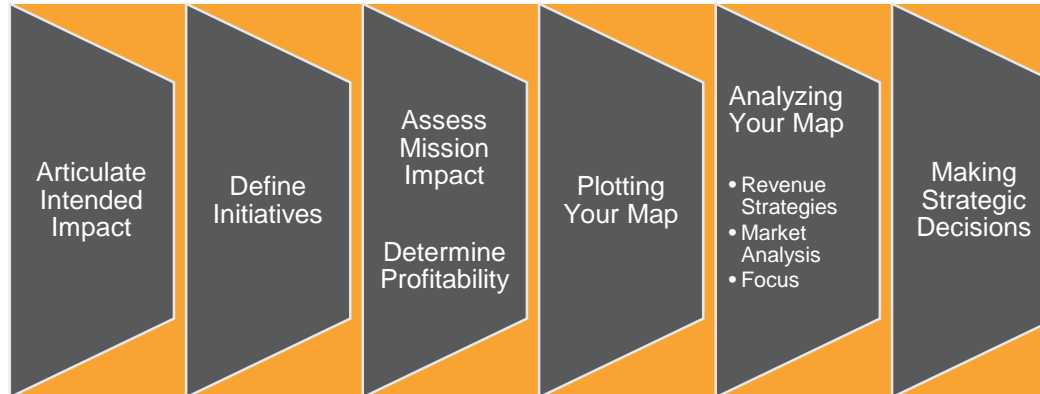 Articulate
Intended
Impact
Define
Initiatives
Assess
Mission
Impact
Determine
Profitability
Plotting
Your Map
Analyzing
Your Map
• Revenue
Strategies
• Market
Analysis
• Focus
Making
Strategic
Decisions